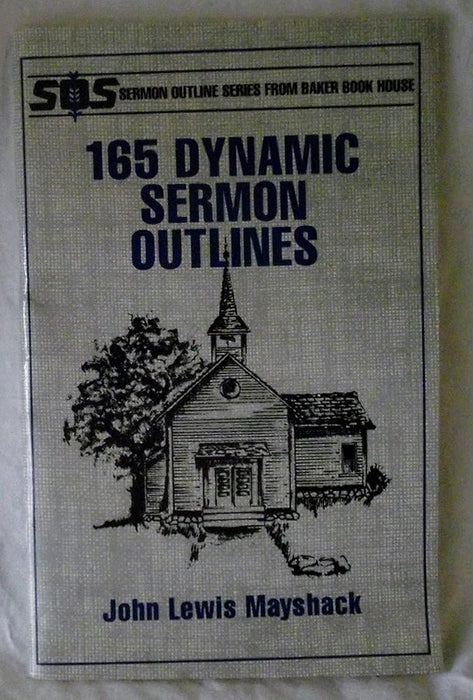 SOS SERMON OUTLINE SERIES FROM BAKER BOOK HOUSE
165 DYNAMIC
SERMON
OUTLINES
John Lewis Mayshack